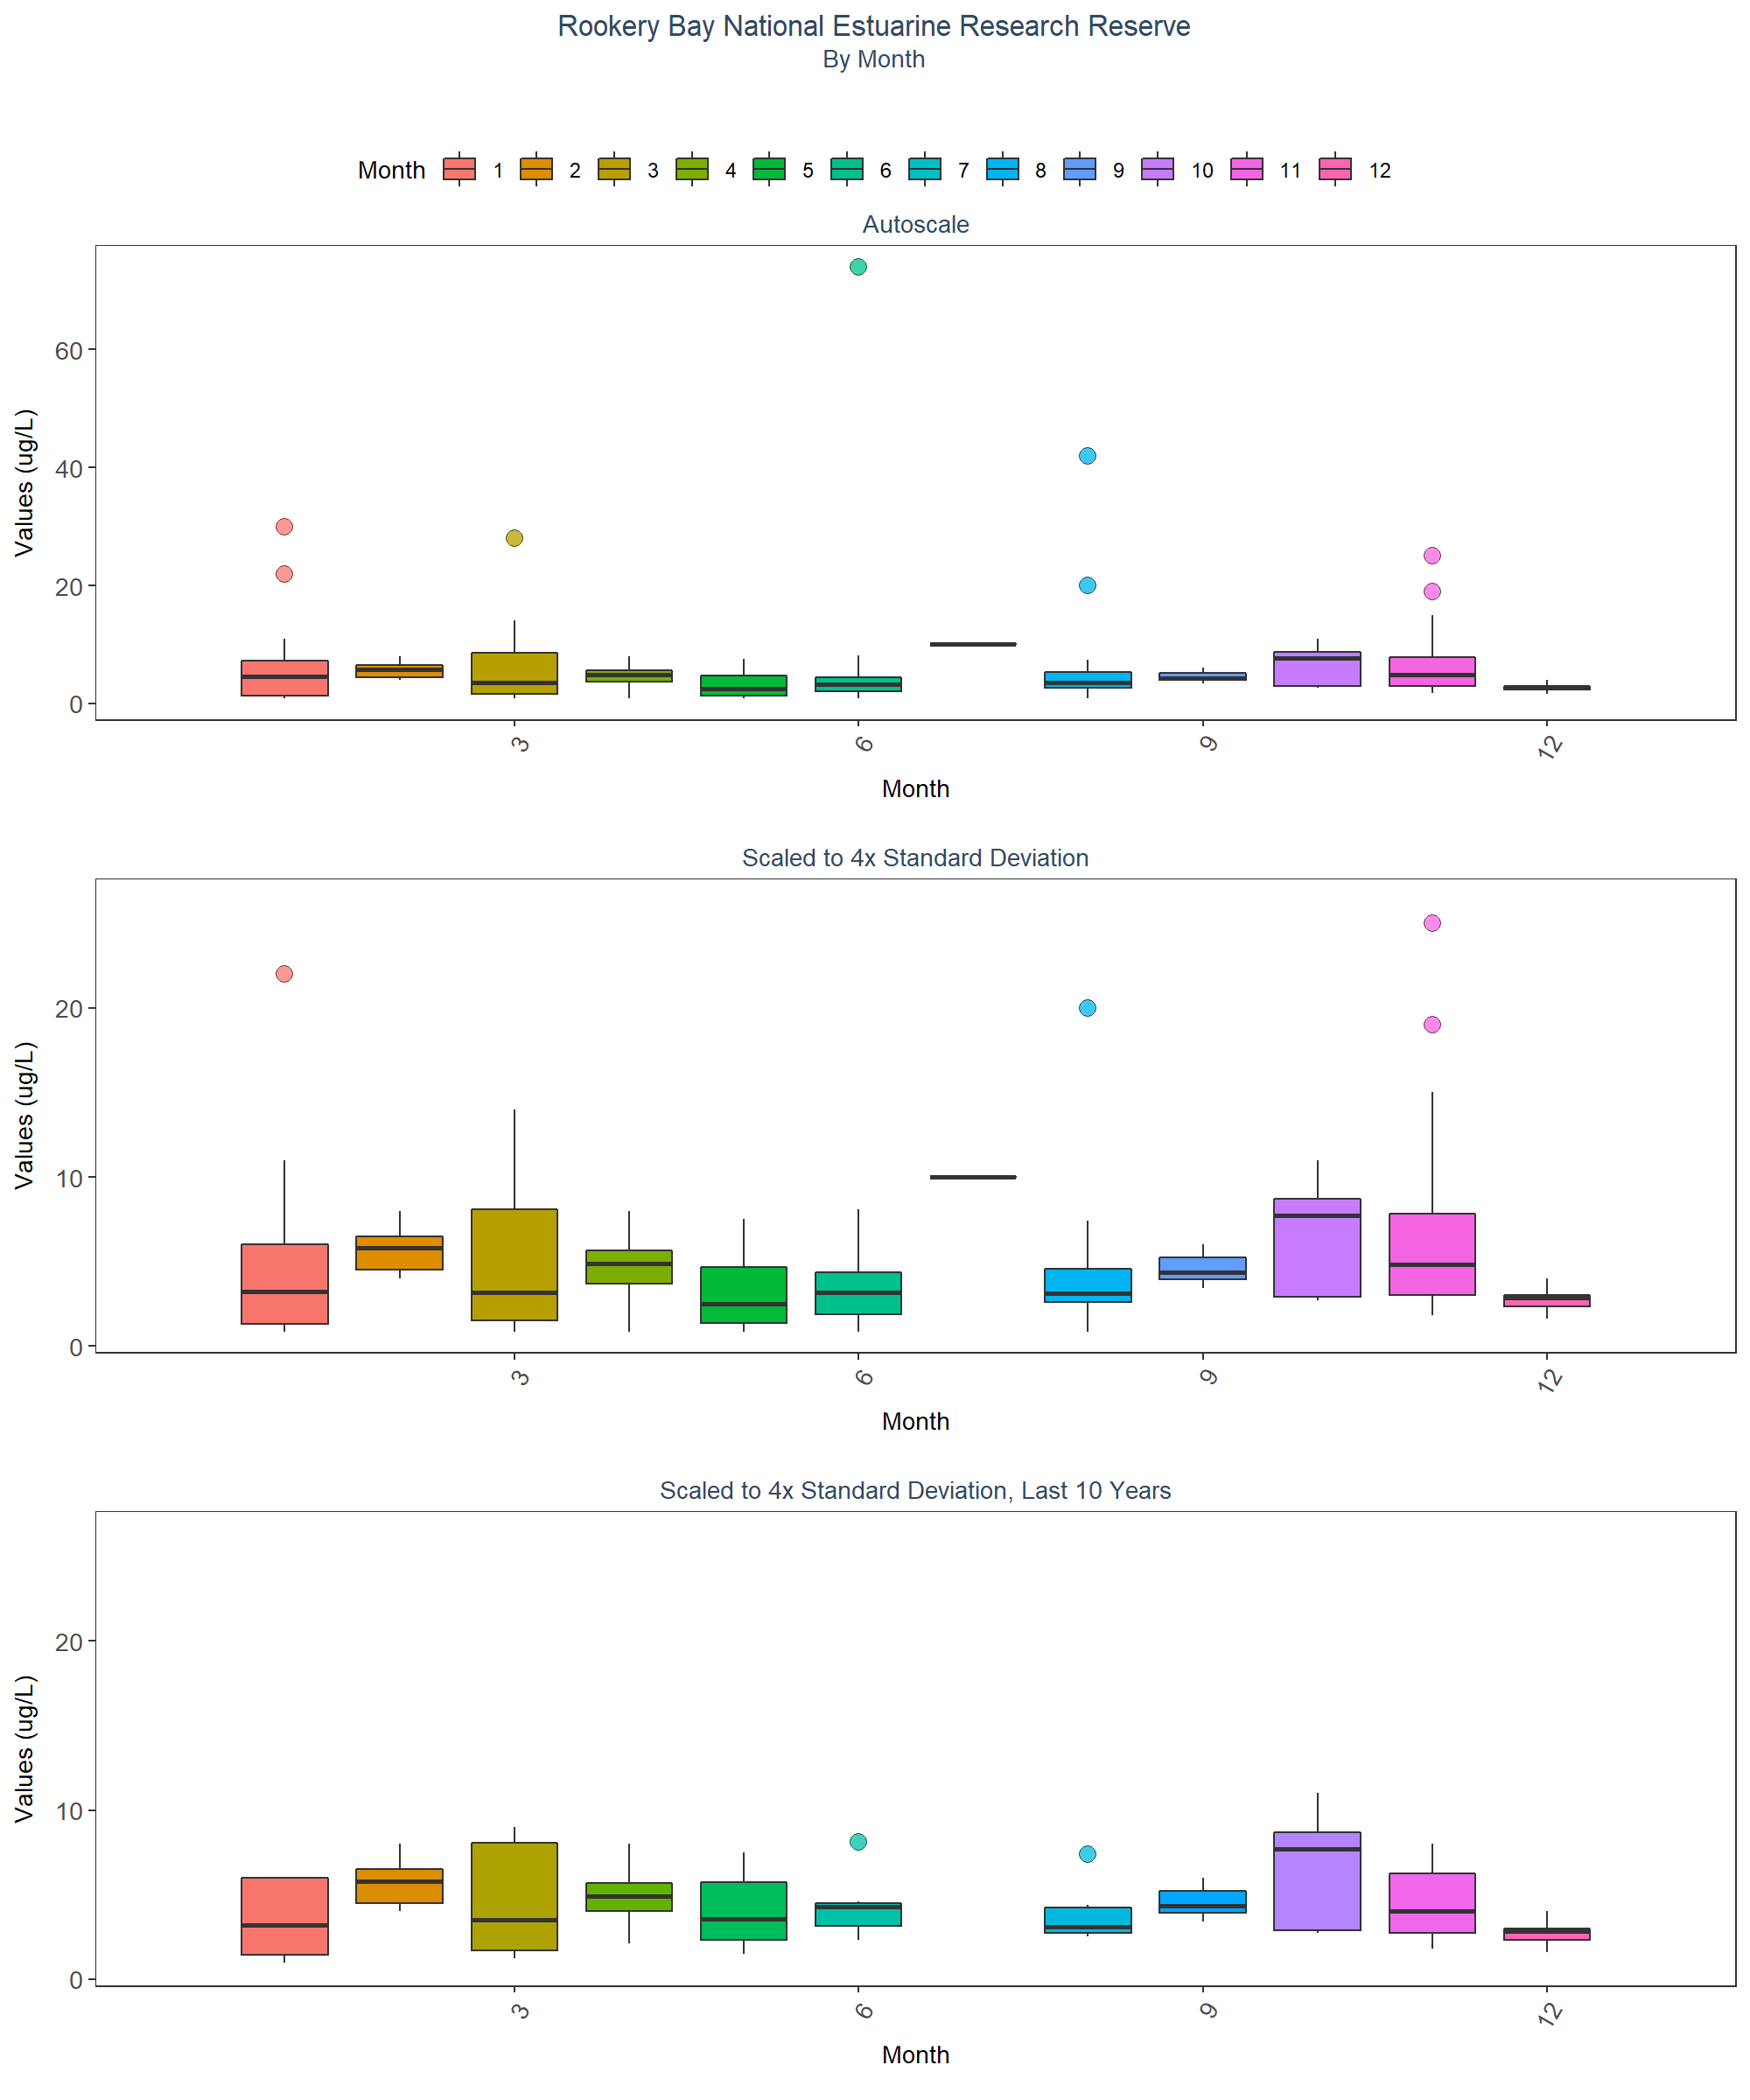 Rookery Bay National Estuarine Research Reserve
By Month
Month 1 2 3 4 5 6 7 8 9 10 11 12
Autoscale
Values (ug/L)
60
40
20
0
3 6 9 12
Month
Scaled to 4x Standard Deviation
Values (ug/L)
20
10
0
3 6 9 12
Month
Scaled to 4x Standard Deviation, Last 10 Years
Values (ug/L)
20
10
0
3 6 9 12
Month